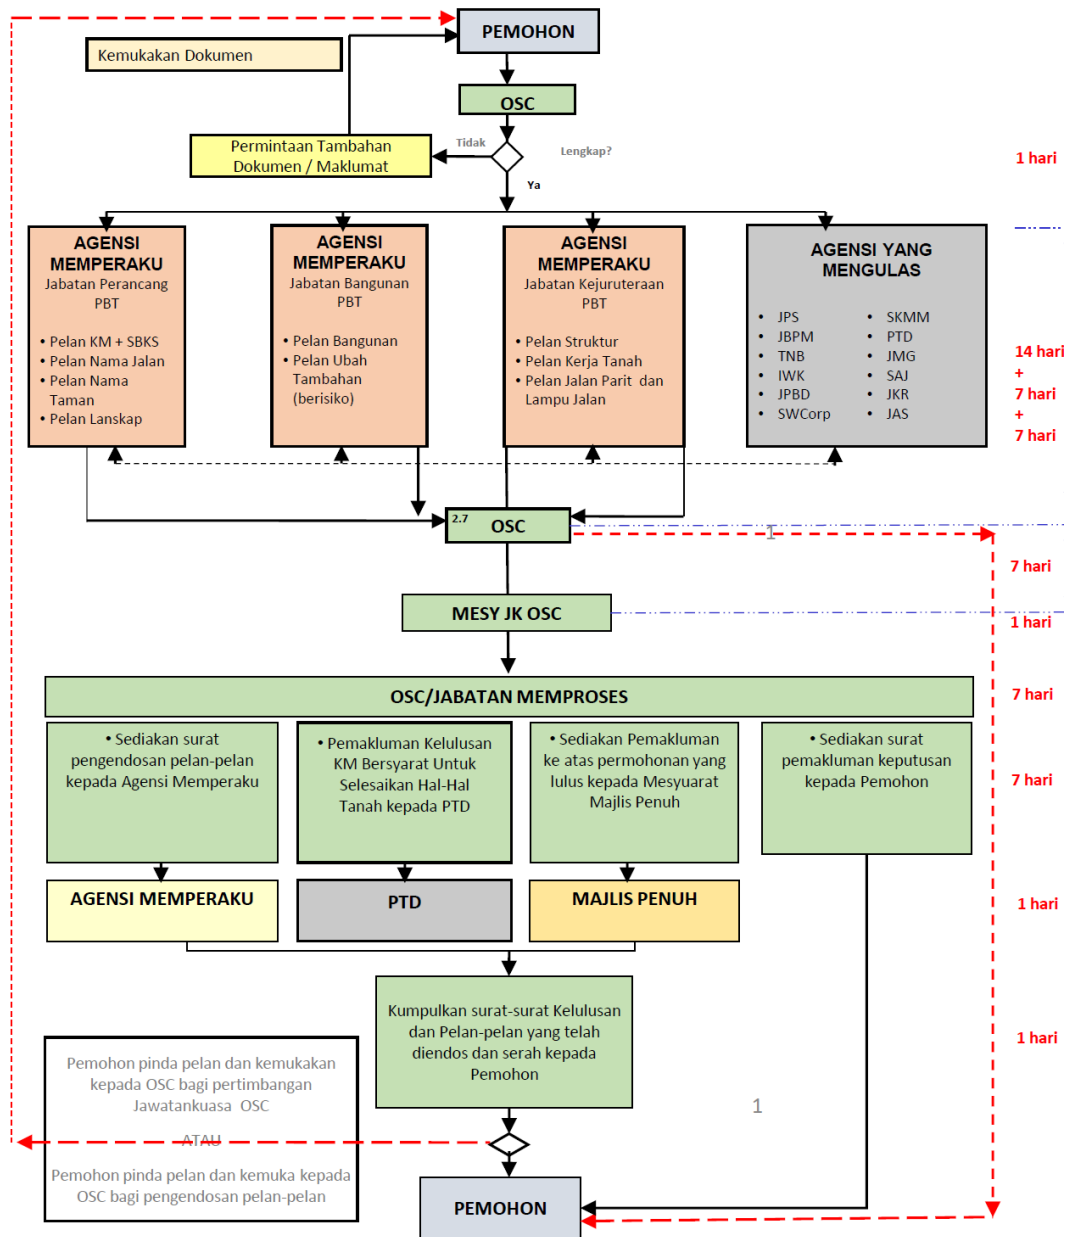 PEMOHON
Kemukakan Dokumen
OSC
Permintaan Tambahan
Dokumen / Maklumat
Tidak
Lengkap?
Ya
1 hari
AGENSI
MEMPERAKU
Jabatan Perancang
PBT
• Pelan KM + SBKS
• Pelan Nama Jalan
• Pelan Nama
Taman
• Pelan Lanskap
AGENSI
MEMPERAKU
Jabatan Bangunan
PBT
• Pelan Bangunan
• Pelan Ubah
Tambahan
(berisiko)
AGENSI
MEMPERAKU
Jabatan Kejuruteraan
PBT
• Pelan Struktur
• Pelan Kerja Tanah
• Pelan Jalan Parit dan
Lampu Jalan
AGENSI YANG
MENGULAS
• JPS
• JBPM
• TNB
• IWK
• JPBD
• SWCorp
• SKMM
• PTD
• JMG
• SAJ
• JKR
• JAS
14 hari
+
7 hari
+
7 hari
2.7
OSC
1
7 hari
MESY JK OSC
1 hari
OSC/JABATAN MEMPROSES
7 hari
• Sediakan surat
pengendosan pelan-pelan
kepada Agensi Memperaku
• Pemakluman Kelulusan
KM Bersyarat Untuk
Selesaikan Hal-Hal
Tanah kepada PTD
• Sediakan Pemakluman
ke atas permohonan yang
lulus kepada Mesyuarat
Majlis Penuh
• Sediakan surat
pemakluman keputusan
kepada Pemohon
7 hari
AGENSI MEMPERAKU
PTD
MAJLIS PENUH
1 hari
Kumpulkan surat-surat Kelulusan
dan Pelan-pelan yang telah
diendos dan serah kepada
Pemohon
1 hari
Pemohon pinda pelan dan kemukakan
kepada OSC bagi pertimbangan
Jawatankuasa OSC
ATAU
Pemohon pinda pelan dan kemuka kepada
OSC bagi pengendosan pelan-pelan
1
PEMOHON